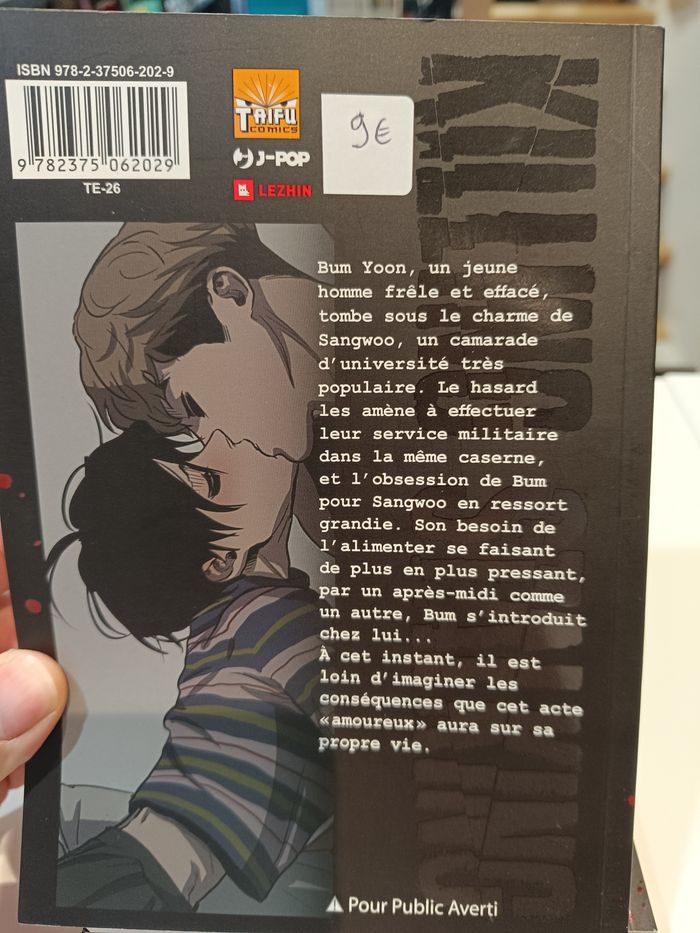 ISBN 978-2-37506-202-9
9 782375 062029
TE-26
TAIFU
COMICS
J-POP
LEZHIN
9€
KILLING STALKING
Bum Yoon, un jeune
homme frêle et effacé,
tombe sous le charme de
Sangwoo, un camarade
d'université très
populaire. Le hasard
les amène à effectuer
leur service militaire
dans la même caserne,
et l'obsession de Bum
pour Sangwoo en ressort
grandie. Son besoin de
l'alimenter se faisant
de plus en plus pressant,
par un après-midi comme
un autre, Bum s'introduit
chez lui...
À cet instant, il est
loin d'imaginer les
conséquences que cet acte
«amoureux» aura sur sa
propre vie.
Pour Public Averti